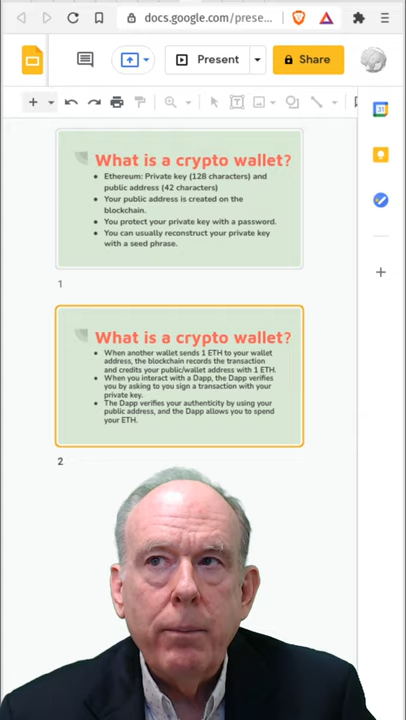 docs.google.com/prese...
Present
Share
31
What is a crypto wallet?
• Ethereum: Private key (128 characters) and
public address (42 characters)
• Your public address is created on the
blockchain.
• You protect your private key with a password.
• You can usually reconstruct your private key
with a seed phrase.
1
What is a crypto wallet?
• When another wallet sends 1 ETH to your wallet
address, the blockchain records the transaction
and credits your public/wallet address with 1 ETH.
• When you interact with a Dapp, the Dapp verifies
you by asking to you sign a transaction with your
private key.
• The Dapp verifies your authenticity by using your
public address, and the Dapp allows you to spend
your ETH.
2